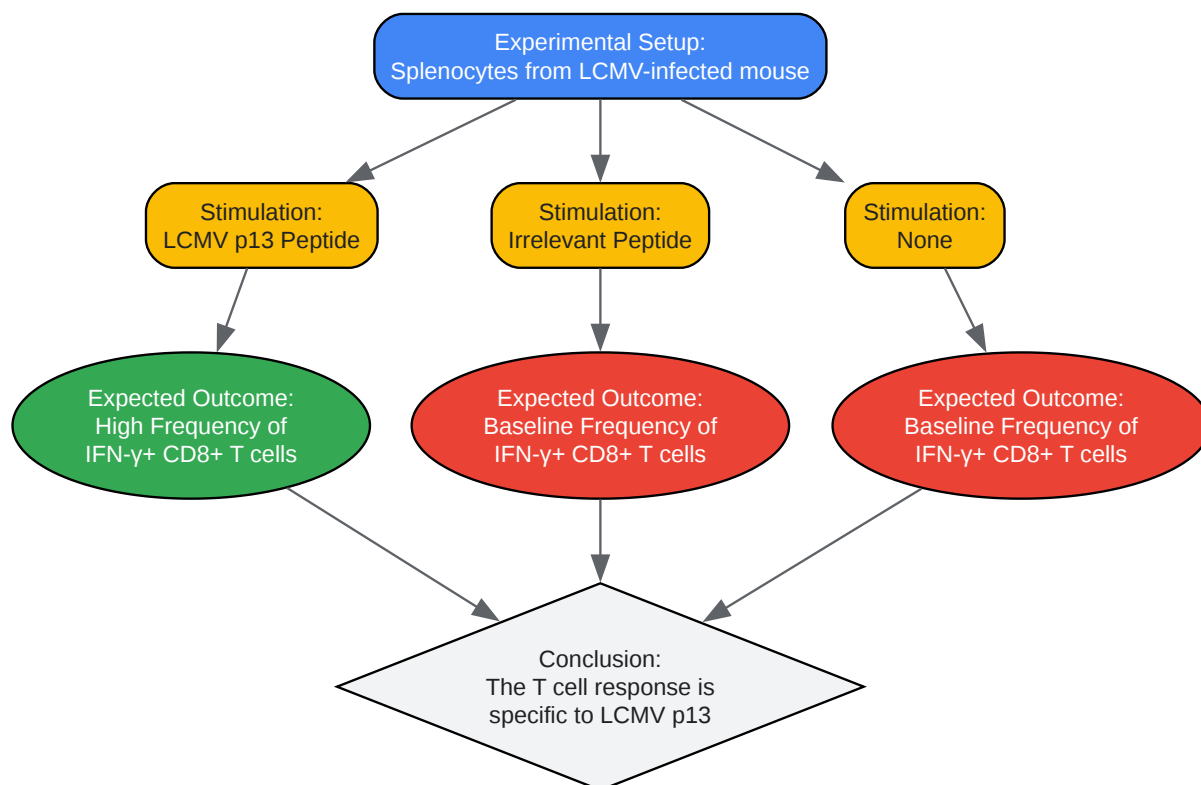 Experimental Setup:
Splenocytes from LCMV-infected mouse
Stimulation:
LCMV p13 Peptide
Stimulation:
Irrelevant Peptide
Stimulation:
None
Expected Outcome:
High Frequency of
IFN-γ+ CD8+ T cells
Expected Outcome:
Baseline Frequency of
IFN-γ+ CD8+ T cells
Expected Outcome:
Baseline Frequency of
IFN-γ+ CD8+ T cells
Conclusion:
The T cell response is
specific to LCMV p13